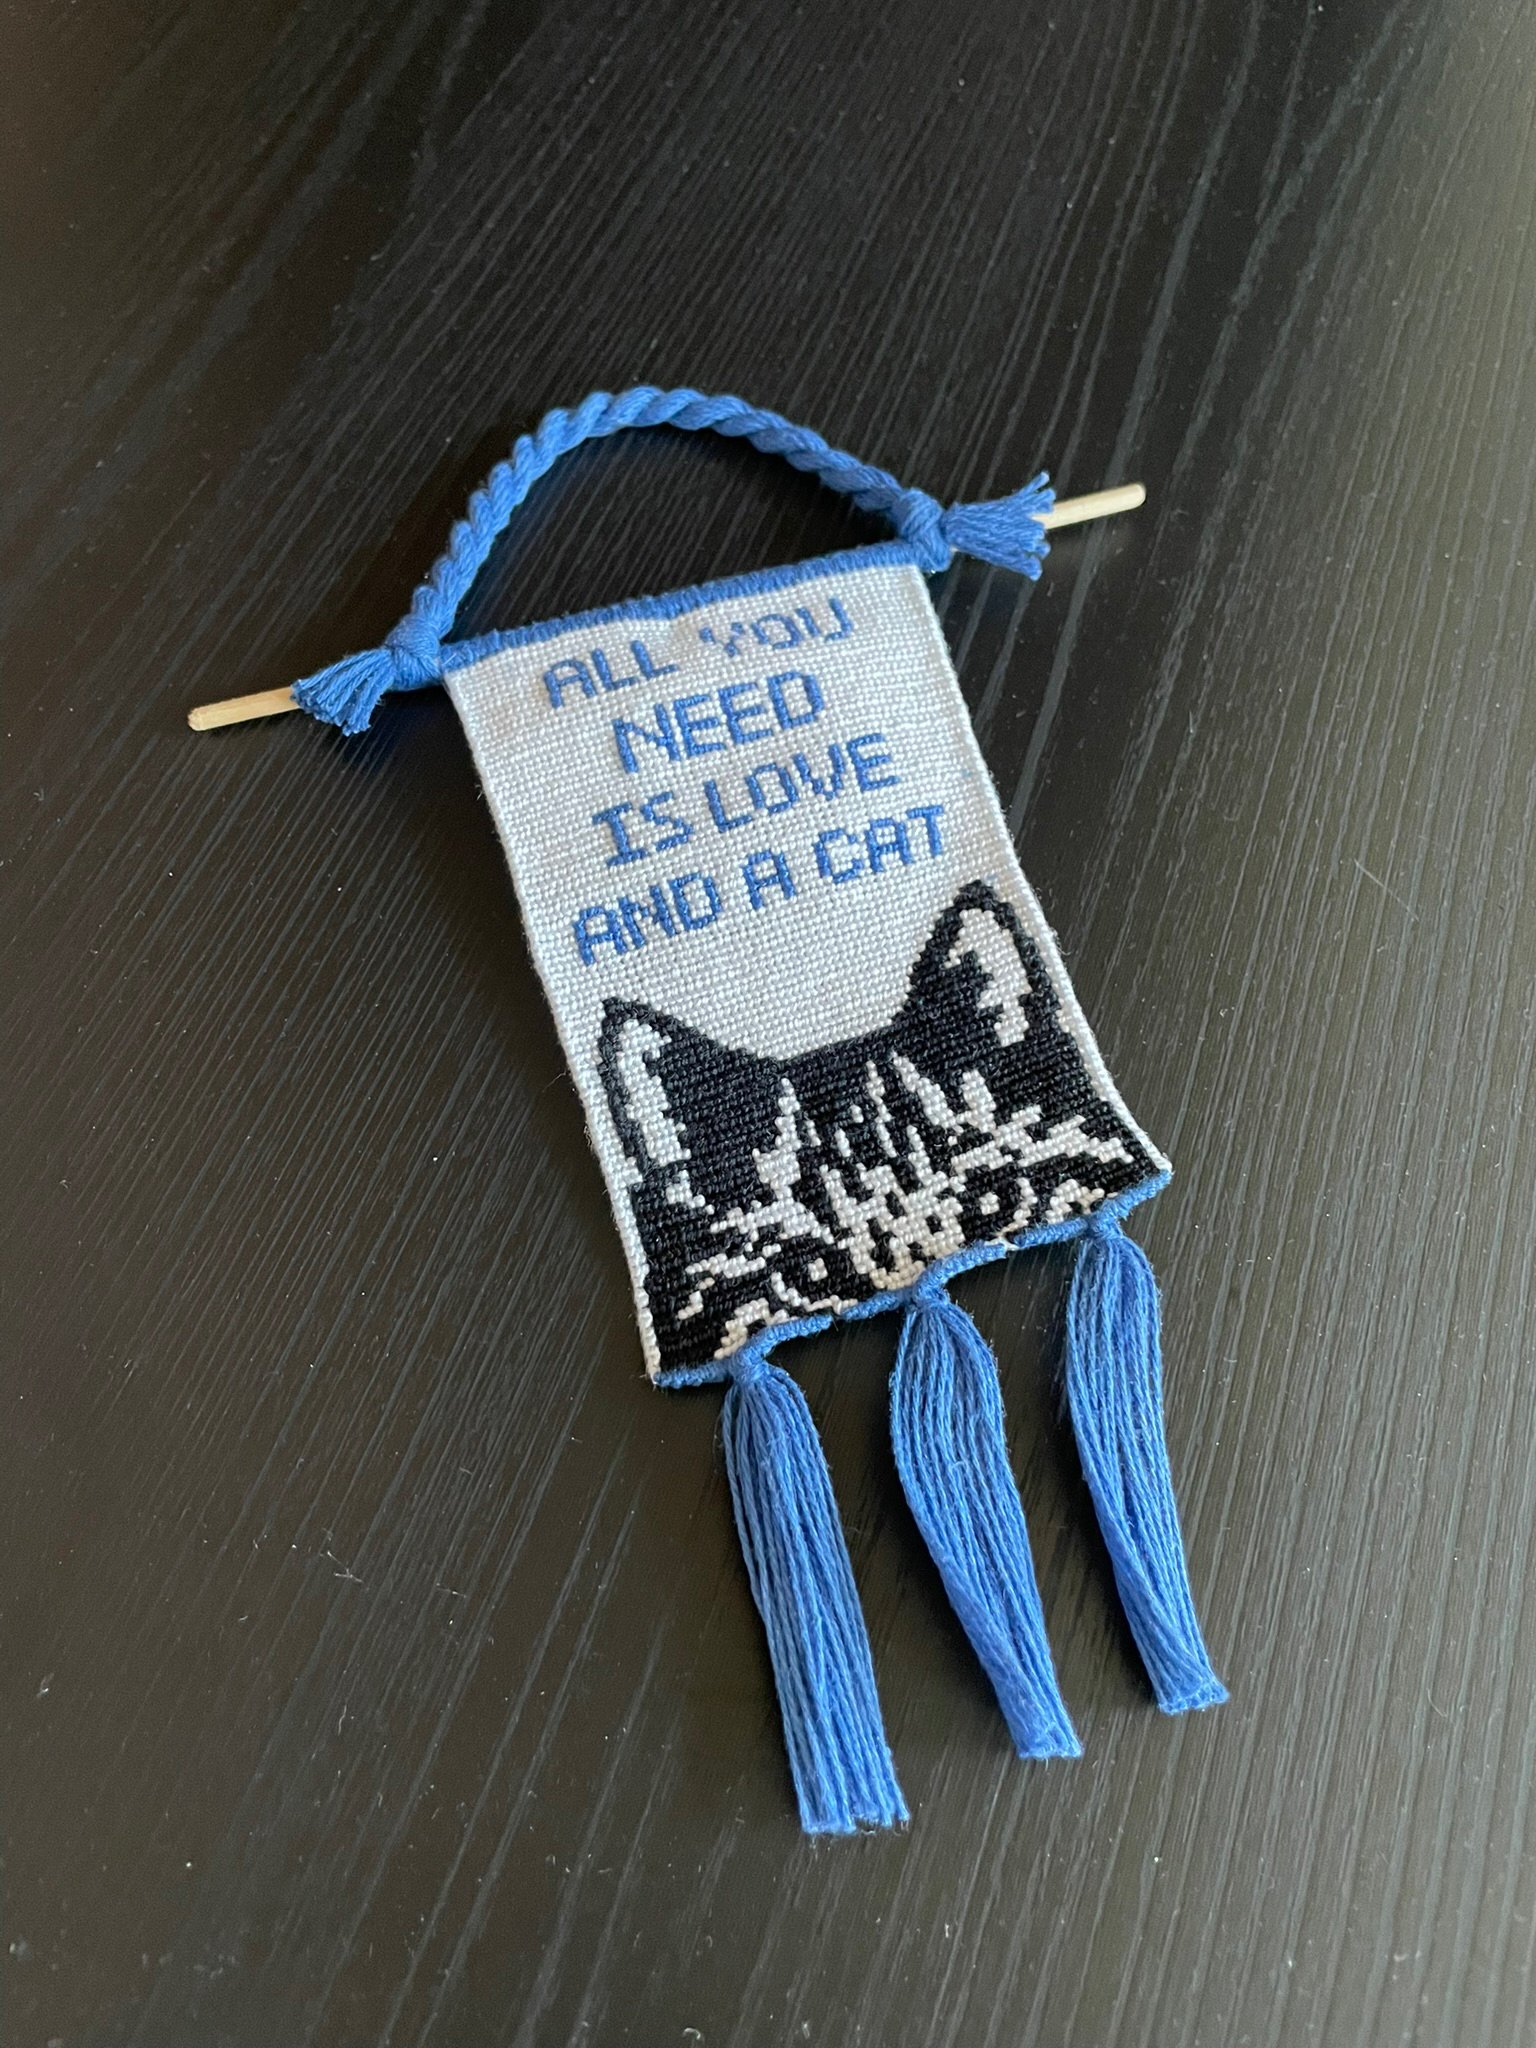 ALL YOU
NEED
IS LOVE
AND A CAT